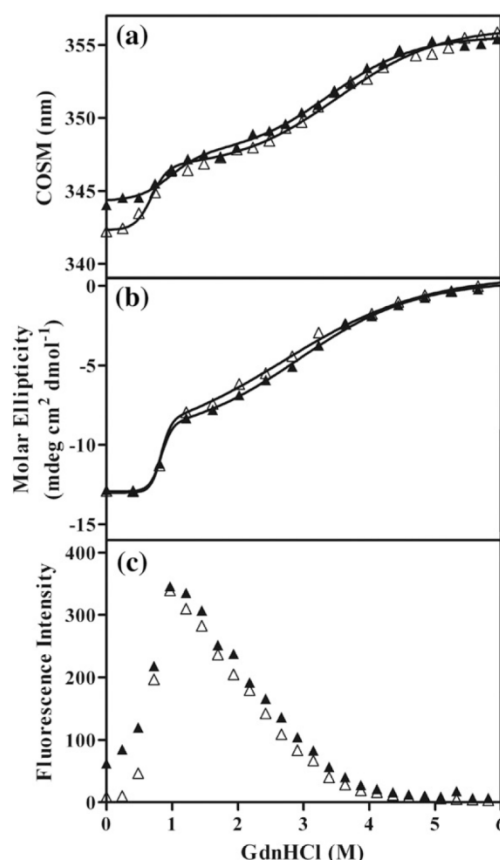 (a)
COSM (nm)
355
350
345
340
(b)
Molar Ellipticity
(mdeg cm² dmol⁻¹)
0
-5
-10
-15
(c)
Fluorescence Intensity
400
300
200
100
0
0 1 2 3 4 5
GdnHCl (M)